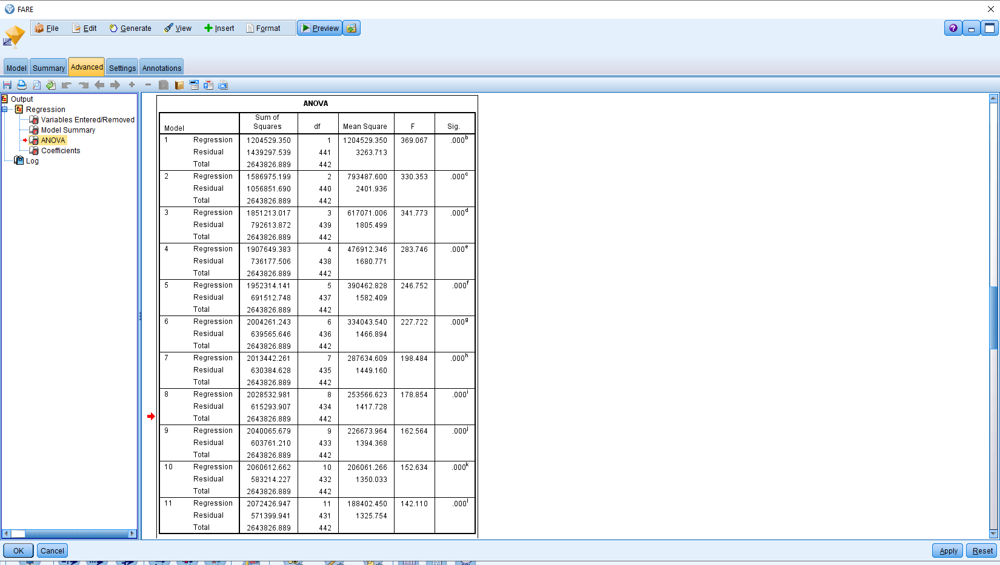 FARE
File Edit Generate View Insert Format Preview
Model Summary Advanced Settings Annotations
Output
Regression
Variables Entered/Removed
Model Summary
ANOVA
Coefficients
Log
ANOVA
Model Sum of Squares df Mean Square F Sig.
1 Regression 1204529.350 1 1204529.350 369.067 .000b
Residual 1439297.539 441 3263.713
Total 2643826.889 442
2 Regression 1586975.199 2 793487.600 330.353 .000c
Residual 1056851.690 440 2401.936
Total 2643826.889 442
3 Regression 1851213.017 3 617071.006 341.773 .000d
Residual 792613.872 439 1805.499
Total 2643826.889 442
4 Regression 1907649.383 4 476912.346 283.746 .000e
Residual 736177.506 438 1680.771
Total 2643826.889 442
5 Regression 1952314.141 5 390462.828 246.752 .000f
Residual 691512.748 437 1582.409
Total 2643826.889 442
6 Regression 2004261.243 6 334043.540 227.722 .000g
Residual 639565.646 436 1466.894
Total 2643826.889 442
7 Regression 2013442.261 7 287634.609 198.484 .000h
Residual 630384.628 435 1449.160
Total 2643826.889 442
8 Regression 2028532.981 8 253566.623 178.854 .000i
Residual 615293.907 434 1417.728
Total 2643826.889 442
9 Regression 2040065.679 9 226673.964 162.564 .000j
Residual 603761.210 433 1394.368
Total 2643826.889 442
10 Regression 2060612.662 10 206061.266 152.634 .000k
Residual 583214.227 432 1350.033
Total 2643826.889 442
11 Regression 2072426.947 11 188402.450 142.110 .000l
Residual 571399.941 431 1325.754
Total 2643826.889 442
OK Cancel Apply Reset